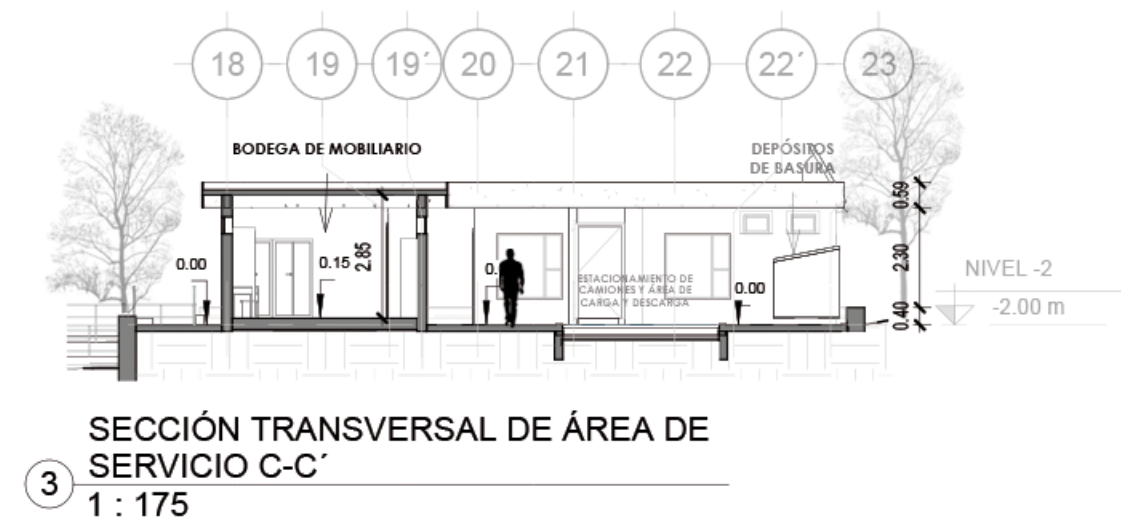 18 19 19´ 20 21 22 22´ 23
BODEGA DE MOBILIARIO
DEPÓSITOS
DE BASURA
0.59
0.00
0.15
2.85
ESTACIONAMIENTO DE
CAMIONES Y ÁREA DE
CARGA Y DESCARGA
0.00
2.30
0.40
NIVEL -2
-2.00 m
3
SECCIÓN TRANSVERSAL DE ÁREA DE
SERVICIO C-C´
1 : 175